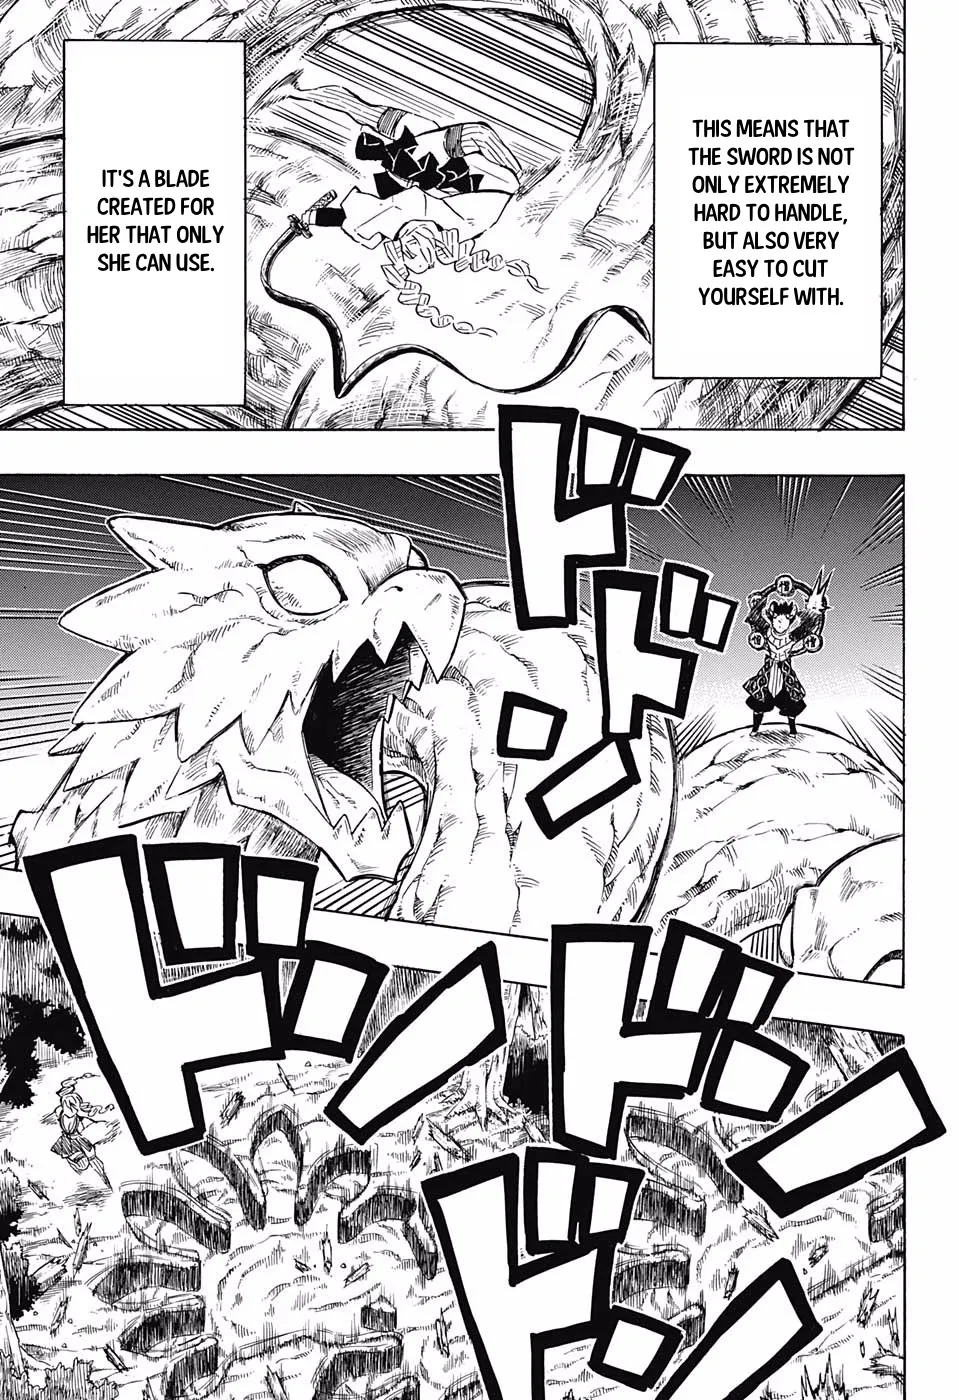 THIS MEANS THAT
THE SWORD IS NOT
ONLY EXTREMELY
HARD TO HANDLE,
BUT ALSO VERY
EASY TO CUT
YOURSELF WITH.
IT'S A BLADE
CREATED FOR
HER THAT ONLY
SHE CAN USE.
ドドン
ドン
ドン
ドン